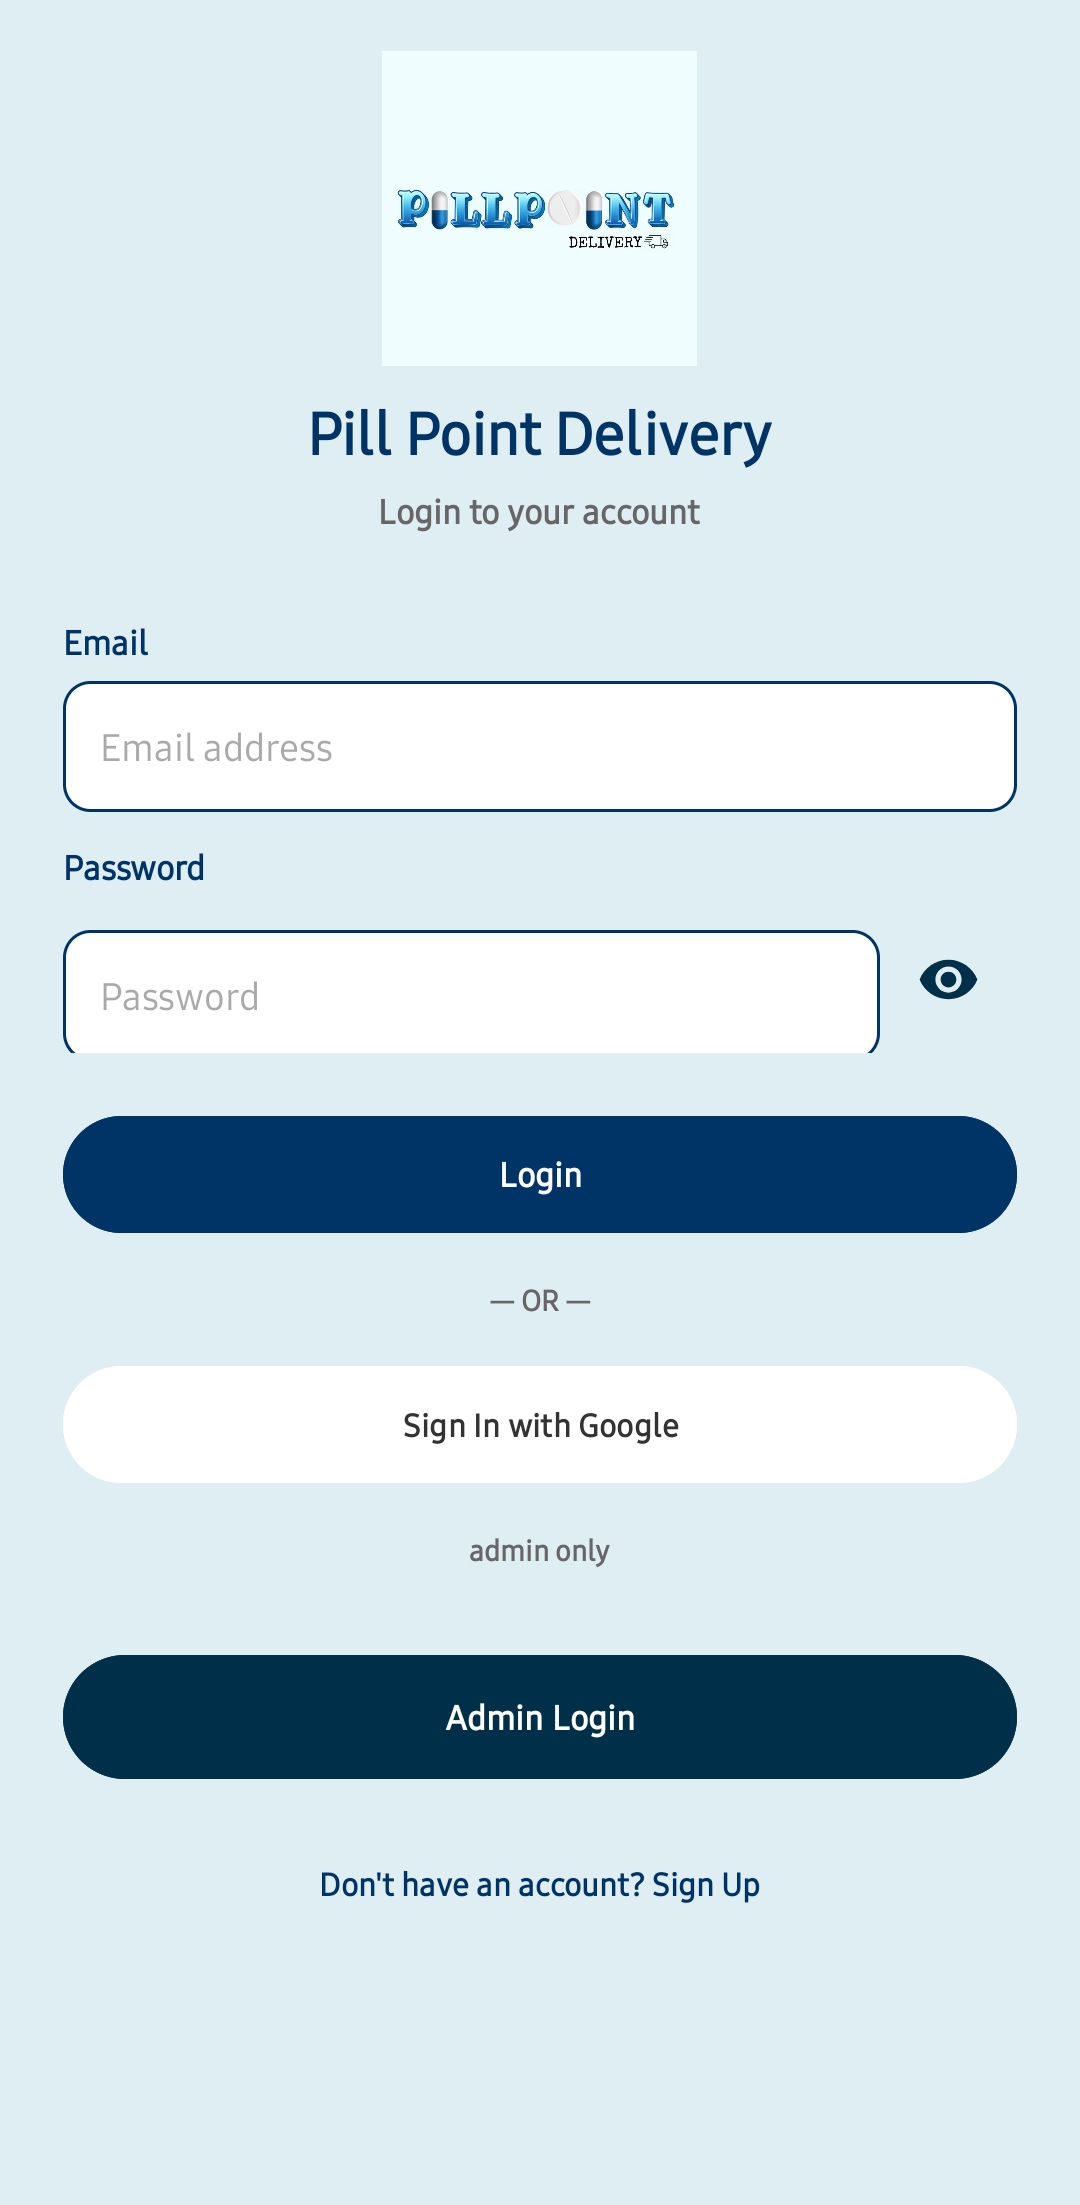 PILLPOINT
DELIVERY
Pill Point Delivery
Login to your account
Email
Email address
Password
Password
Login
— OR —
Sign In with Google
admin only
Admin Login
Don't have an account? Sign Up